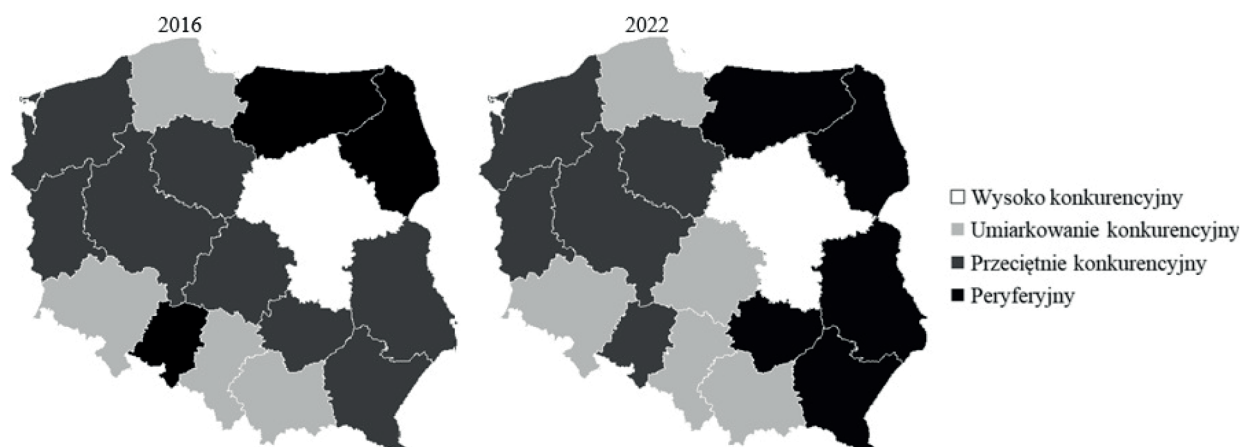 2016
2022
Wysoko konkurencyjny
Umiarkowanie konkurencyjny
Przeciętnie konkurencyjny
Peryferyjny